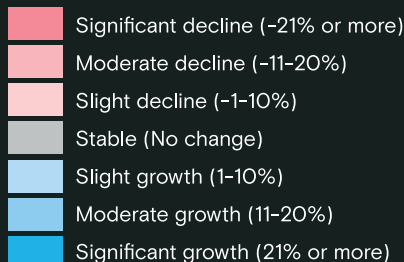 Significant decline (-21% or more)
Moderate decline (-11-20%)
Slight decline (-1-10%)
Stable (No change)
Slight growth (1-10%)
Moderate growth (11-20%)
Significant growth (21% or more)